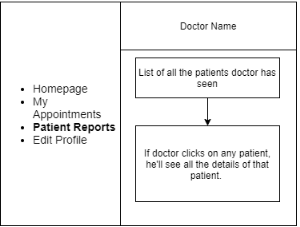 Doctor Name
Homepage
My
Appointments
Patient Reports
Edit Profile
List of all the patients doctor has
seen
If doctor clicks on any patient,
he'll see all the details of that
patient.